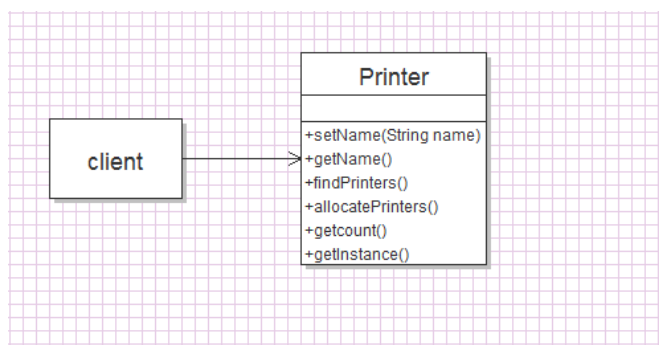 Printer
client
+setName(String name)
+getName()
+findPrinters()
+allocatePrinters()
+getcount()
+getInstance()